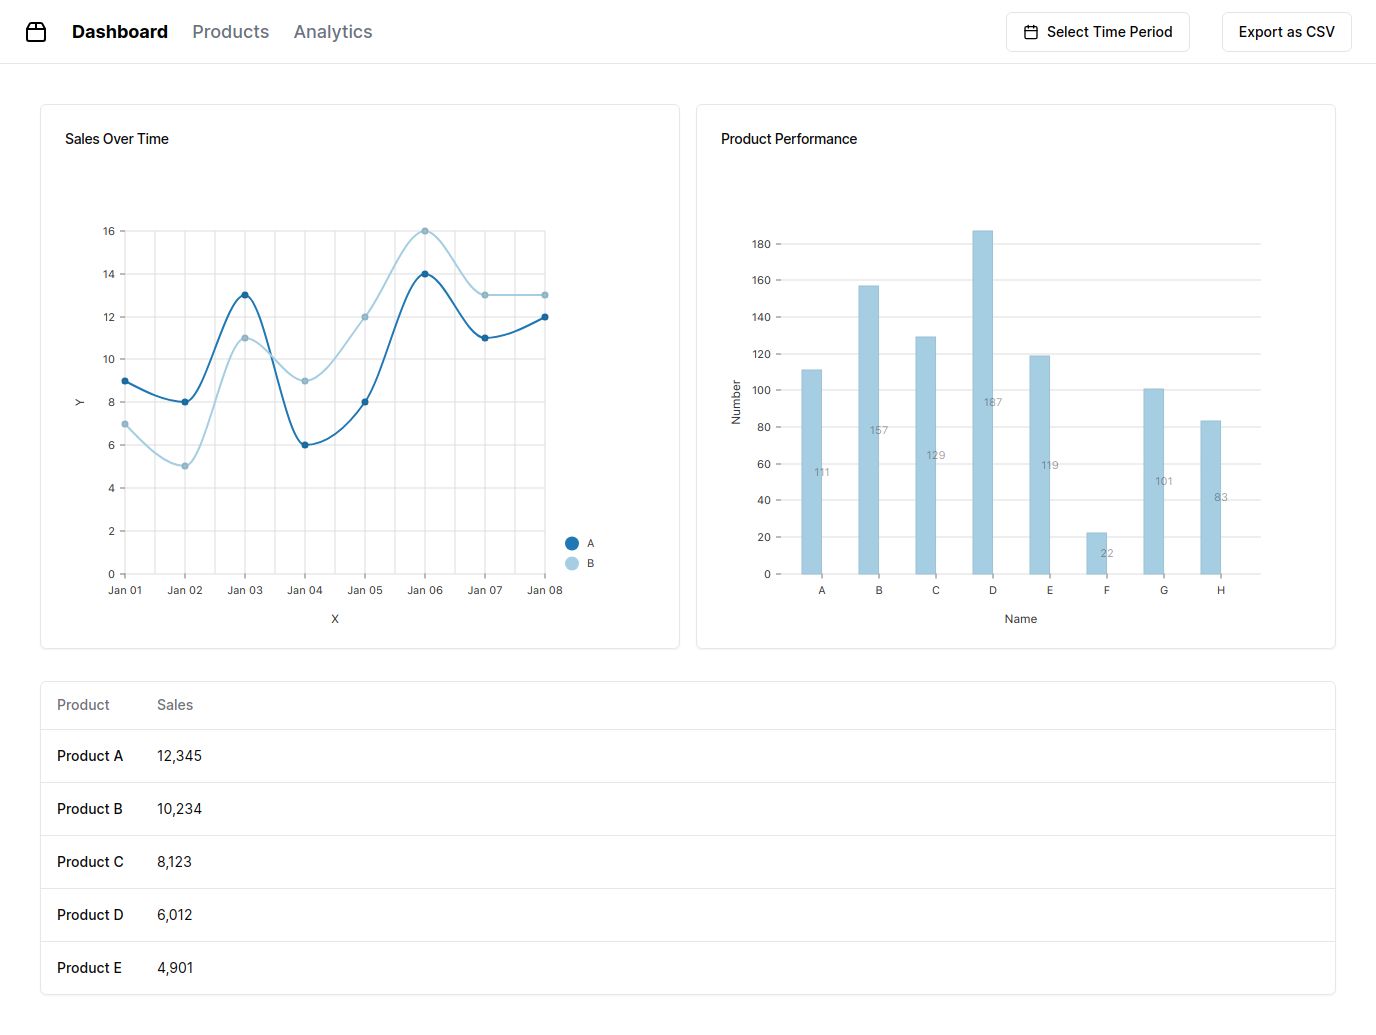 Dashboard Products Analytics Select Time Period Export as CSV
Sales Over Time
16
14
12
10
8
6
4
2
0
Y
Jan 01 Jan 02 Jan 03 Jan 04 Jan 05 Jan 06 Jan 07 Jan 08
X
A
B
Product Performance
180
160
140
120
100
80
60
40
20
0
Number
111 157 129 187 119 22 101 83
A B C D E F G H
Name
Product Sales
Product A 12,345
Product B 10,234
Product C 8,123
Product D 6,012
Product E 4,901